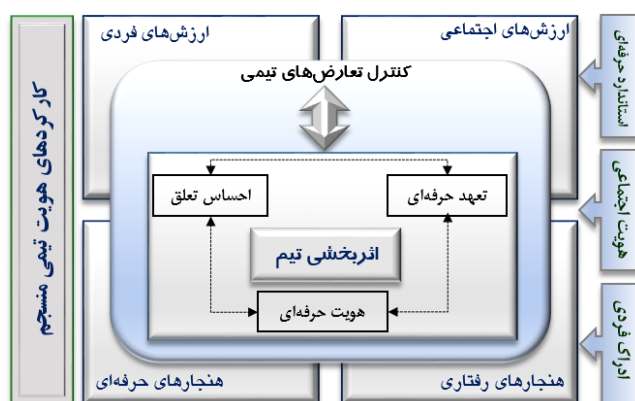 استاندارد حرفه‌ای
هویت اجتماعی
ادراک فردی
ارزش‌های اجتماعی
ارزش‌های فردی
کنترل تعارض‌های تیمی
تعهد حرفه‌ای
احساس تعلق
اثربخشی تیم
هویت حرفه‌ای
هنجارهای رفتاری
هنجارهای حرفه‌ای
کارکردهای هویت تیمی منسجم